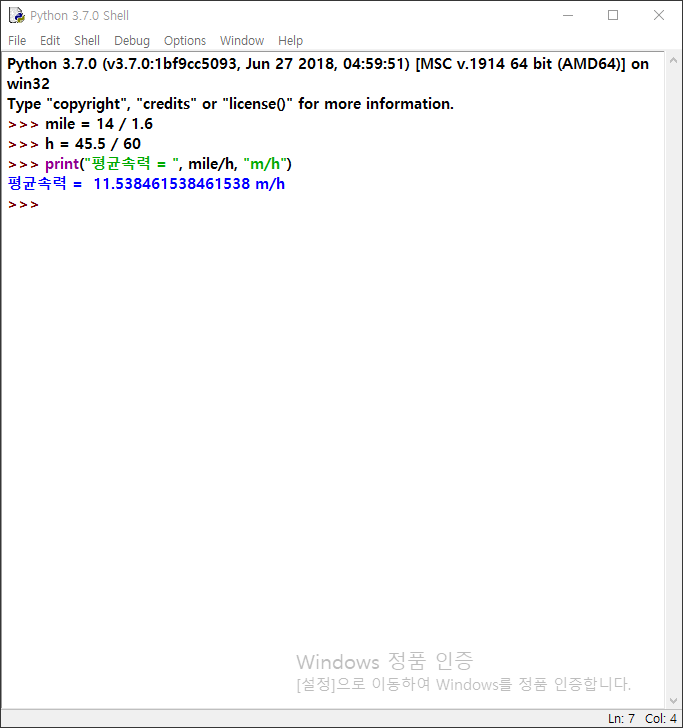 Python 3.7.0 Shell
File Edit Shell Debug Options Window Help
Python 3.7.0 (v3.7.0:1bf9cc5093, Jun 27 2018, 04:59:51) [MSC v.1914 64 bit (AMD64)] on
win32
Type "copyright", "credits" or "license()" for more information.
>>> mile = 14 / 1.6
>>> h = 45.5 / 60
>>> print("평균속력 = ", mile/h, "m/h")
평균속력 =  11.538461538461538 m/h
>>>
Windows 정품 인증
[설정]으로 이동하여 Windows를 정품 인증합니다.
Ln: 7 Col: 4